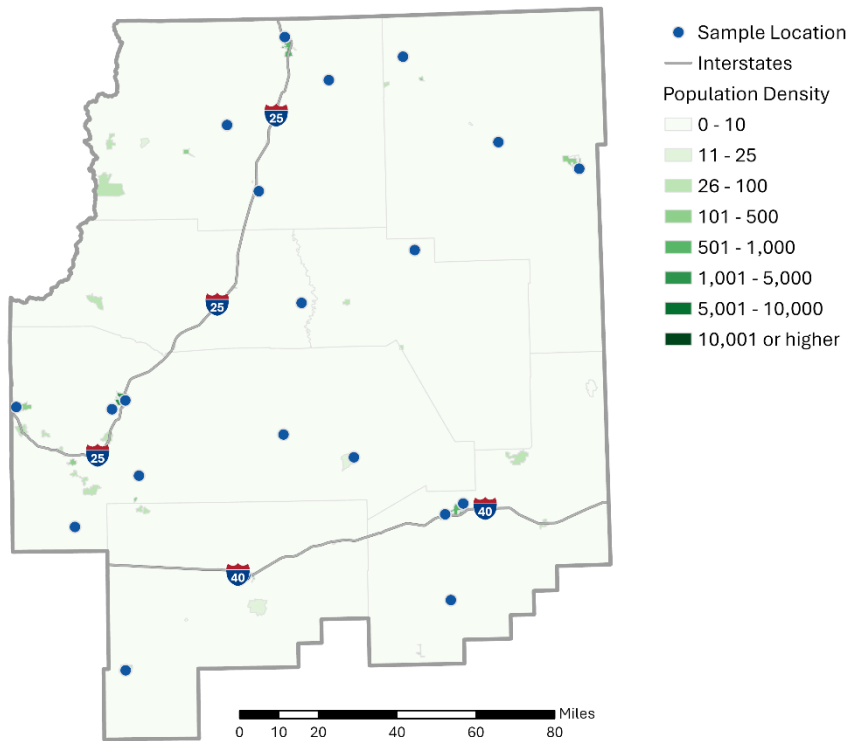 Sample Location
Interstates
Population Density
0 - 10
11 - 25
26 - 100
101 - 500
501 - 1,000
1,001 - 5,000
5,001 - 10,000
10,001 or higher
25
25
25
40
40
Miles
0 10 20 40 60 80